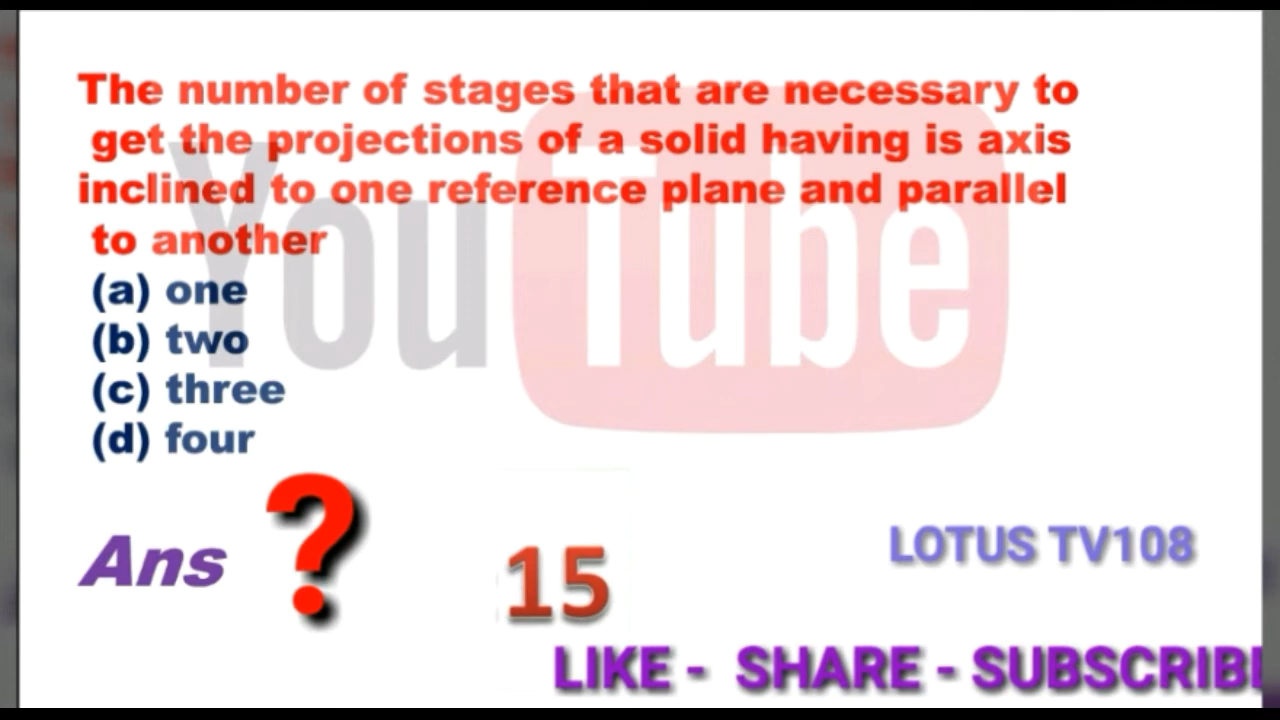 The number of stages that are necessary to
get the projections of a solid having is axis
inclined to one reference plane and parallel
to another
(a) one
(b) two
(c) three
(d) four
YouTube
Ans ?
15
LOTUS TV108
LIKE - SHARE - SUBSCRIBE